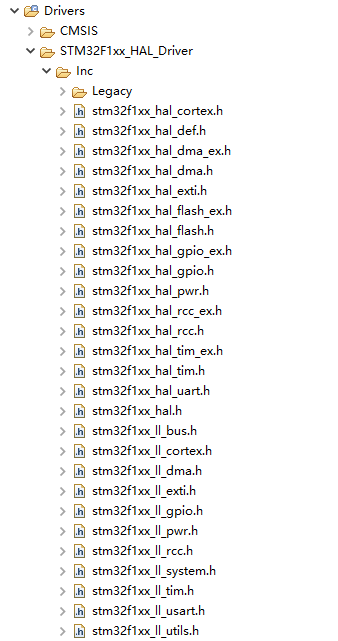 Drivers
CMSIS
STM32F1xx_HAL_Driver
Inc
Legacy
stm32f1xx_hal_cortex.h
stm32f1xx_hal_def.h
stm32f1xx_hal_dma_ex.h
stm32f1xx_hal_dma.h
stm32f1xx_hal_exti.h
stm32f1xx_hal_flash_ex.h
stm32f1xx_hal_flash.h
stm32f1xx_hal_gpio_ex.h
stm32f1xx_hal_gpio.h
stm32f1xx_hal_pwr.h
stm32f1xx_hal_rcc_ex.h
stm32f1xx_hal_rcc.h
stm32f1xx_hal_tim_ex.h
stm32f1xx_hal_tim.h
stm32f1xx_hal_uart.h
stm32f1xx_hal.h
stm32f1xx_ll_bus.h
stm32f1xx_ll_cortex.h
stm32f1xx_ll_dma.h
stm32f1xx_ll_exti.h
stm32f1xx_ll_gpio.h
stm32f1xx_ll_pwr.h
stm32f1xx_ll_rcc.h
stm32f1xx_ll_system.h
stm32f1xx_ll_tim.h
stm32f1xx_ll_usart.h
stm32f1xx_ll_utils.h